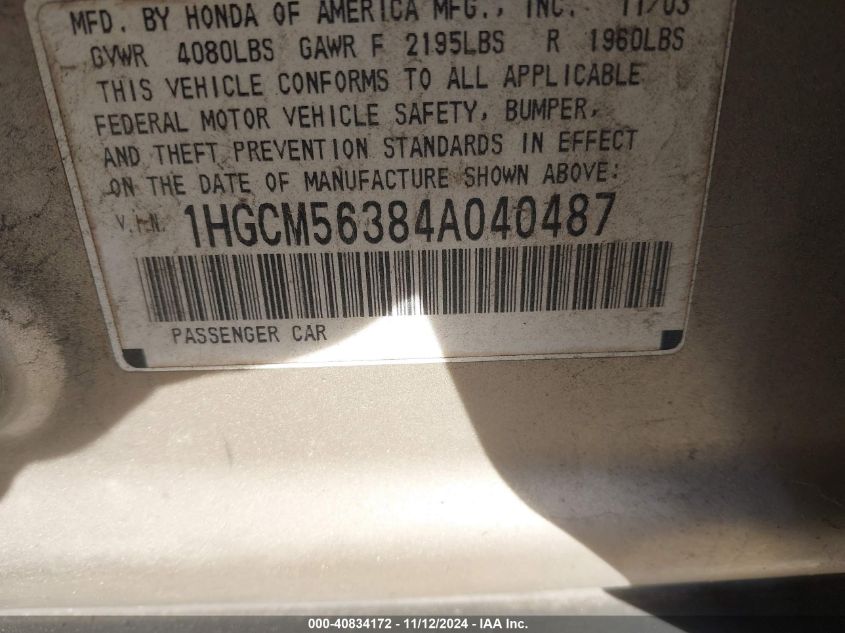 MFD. BY HONDA OF AMERICA MFG., INC. 11/03
GVWR 4080LBS GAWR F 2195LBS R 1960LBS
THIS VEHICLE CONFORMS TO ALL APPLICABLE
FEDERAL MOTOR VEHICLE SAFETY, BUMPER,
AND THEFT PREVENTION STANDARDS IN EFFECT
ON THE DATE OF MANUFACTURE SHOWN ABOVE:
V.I.N. 1HGCM56384A040487
PASSENGER CAR
000-40834172 - 11/12/2024 - IAA Inc.